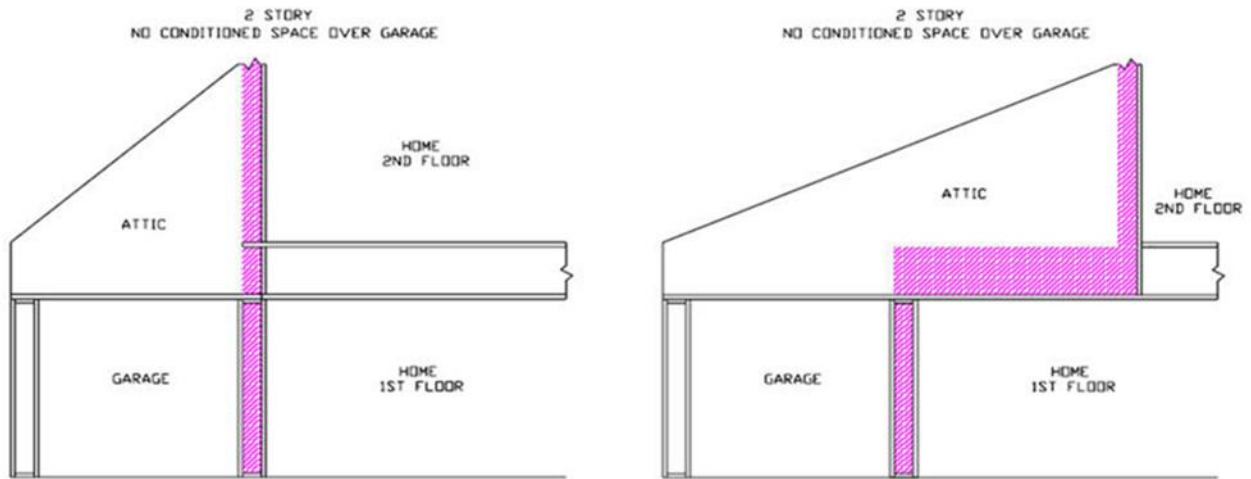 2 STORY
NO CONDITIONED SPACE OVER GARAGE
HOME
2ND FLOOR
ATTIC
GARAGE
HOME
1ST FLOOR
2 STORY
NO CONDITIONED SPACE OVER GARAGE
ATTIC
HOME
2ND FLOOR
GARAGE
HOME
1ST FLOOR